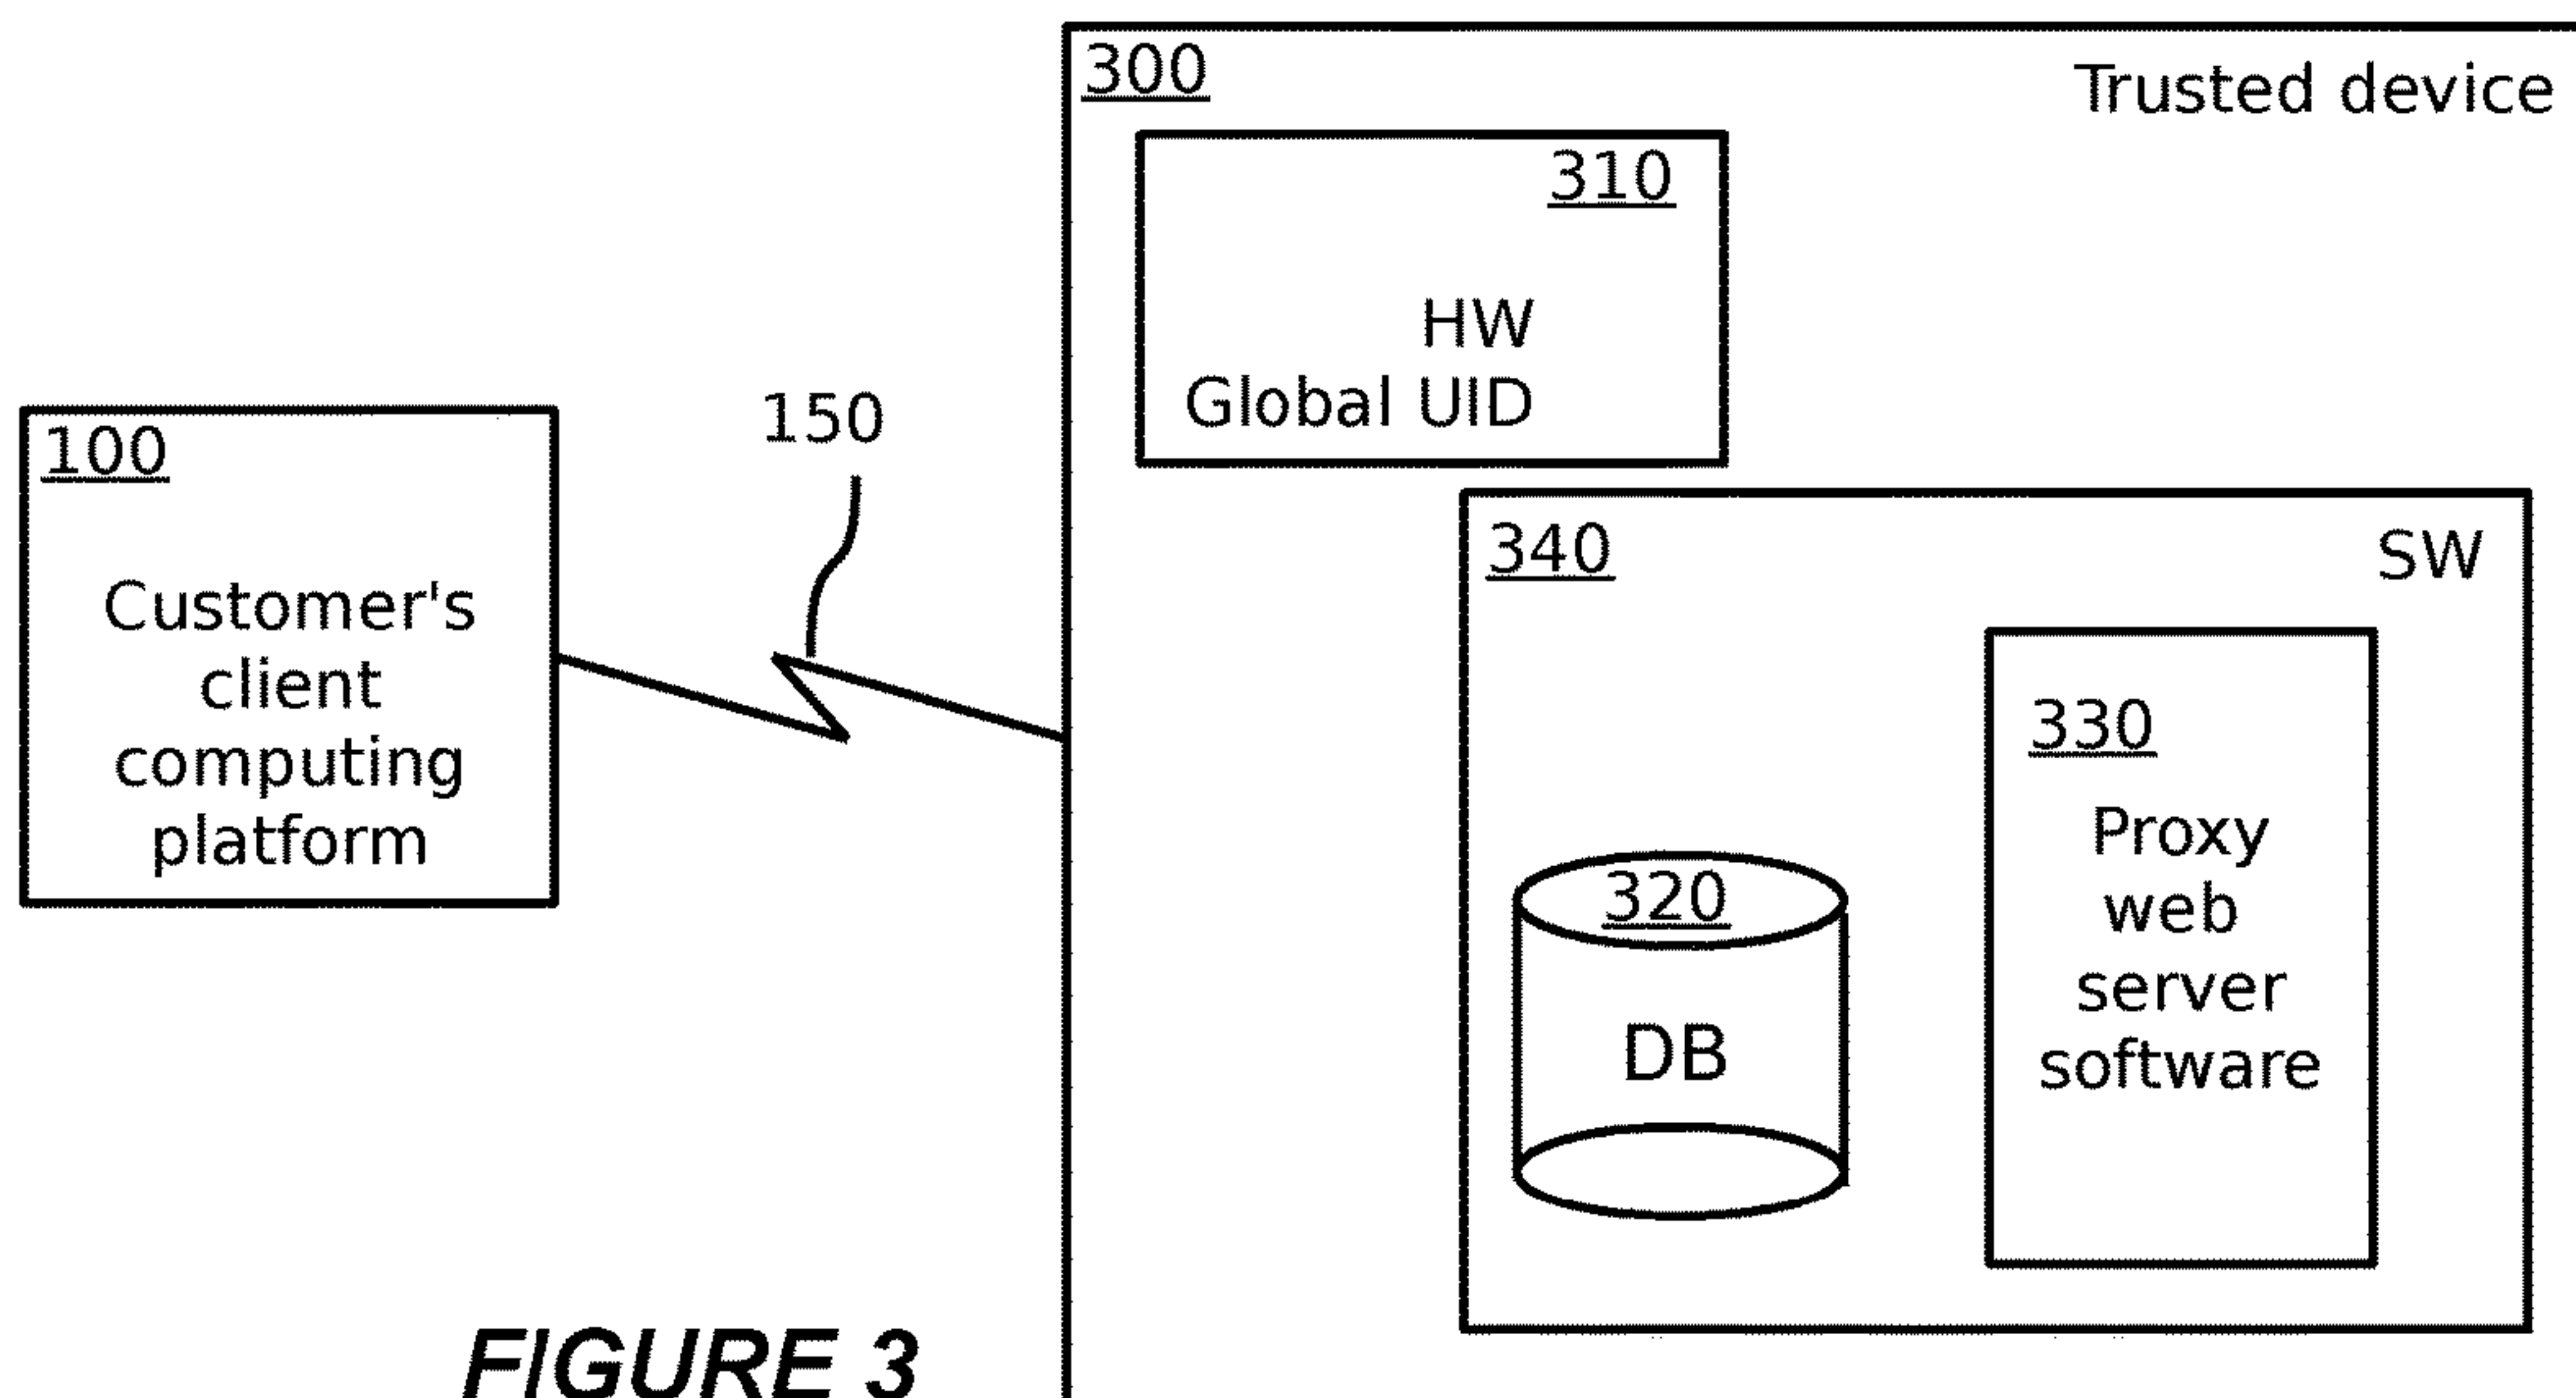 300
Trusted device
310
HW
Global UID
150
100
Customer's
client
computing
platform
340
SW
330
Proxy
web
server
software
320
DB
FIGURE 3